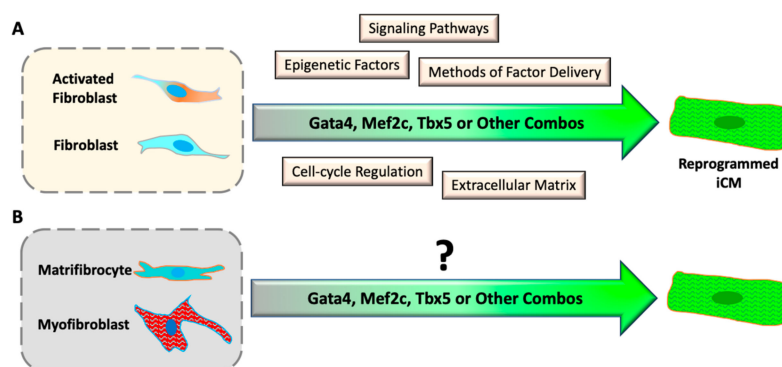 A
Signaling Pathways
Epigenetic Factors
Methods of Factor Delivery
Activated
Fibroblast
Fibroblast
Gata4, Mef2c, Tbx5 or Other Combos
Cell-cycle Regulation
Extracellular Matrix
Reprogrammed
iCM
B
Matrifibrocyte
Myofibroblast
?
Gata4, Mef2c, Tbx5 or Other Combos